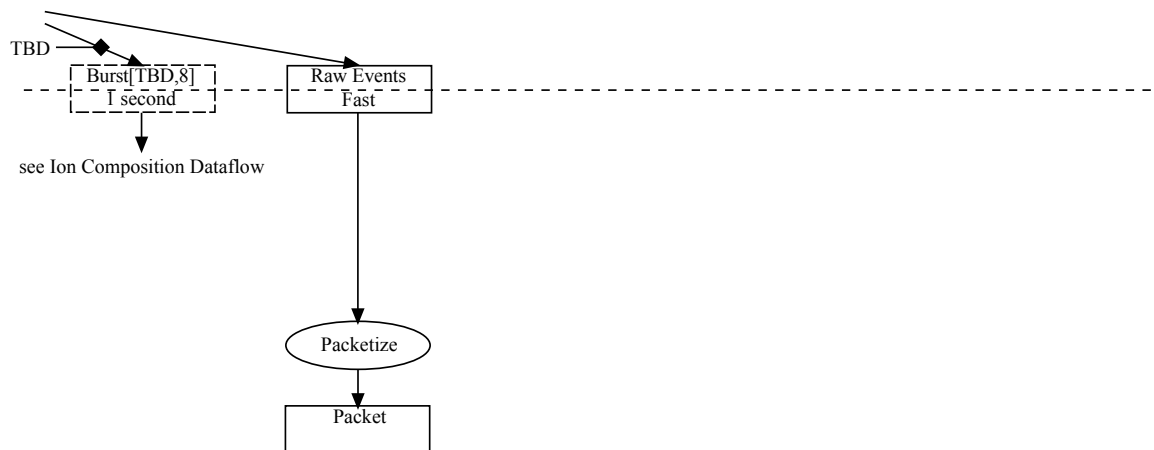 TBD
Burst[TBD,8]
1 second
Raw Events
Fast
see Ion Composition Dataflow
Packetize
Packet